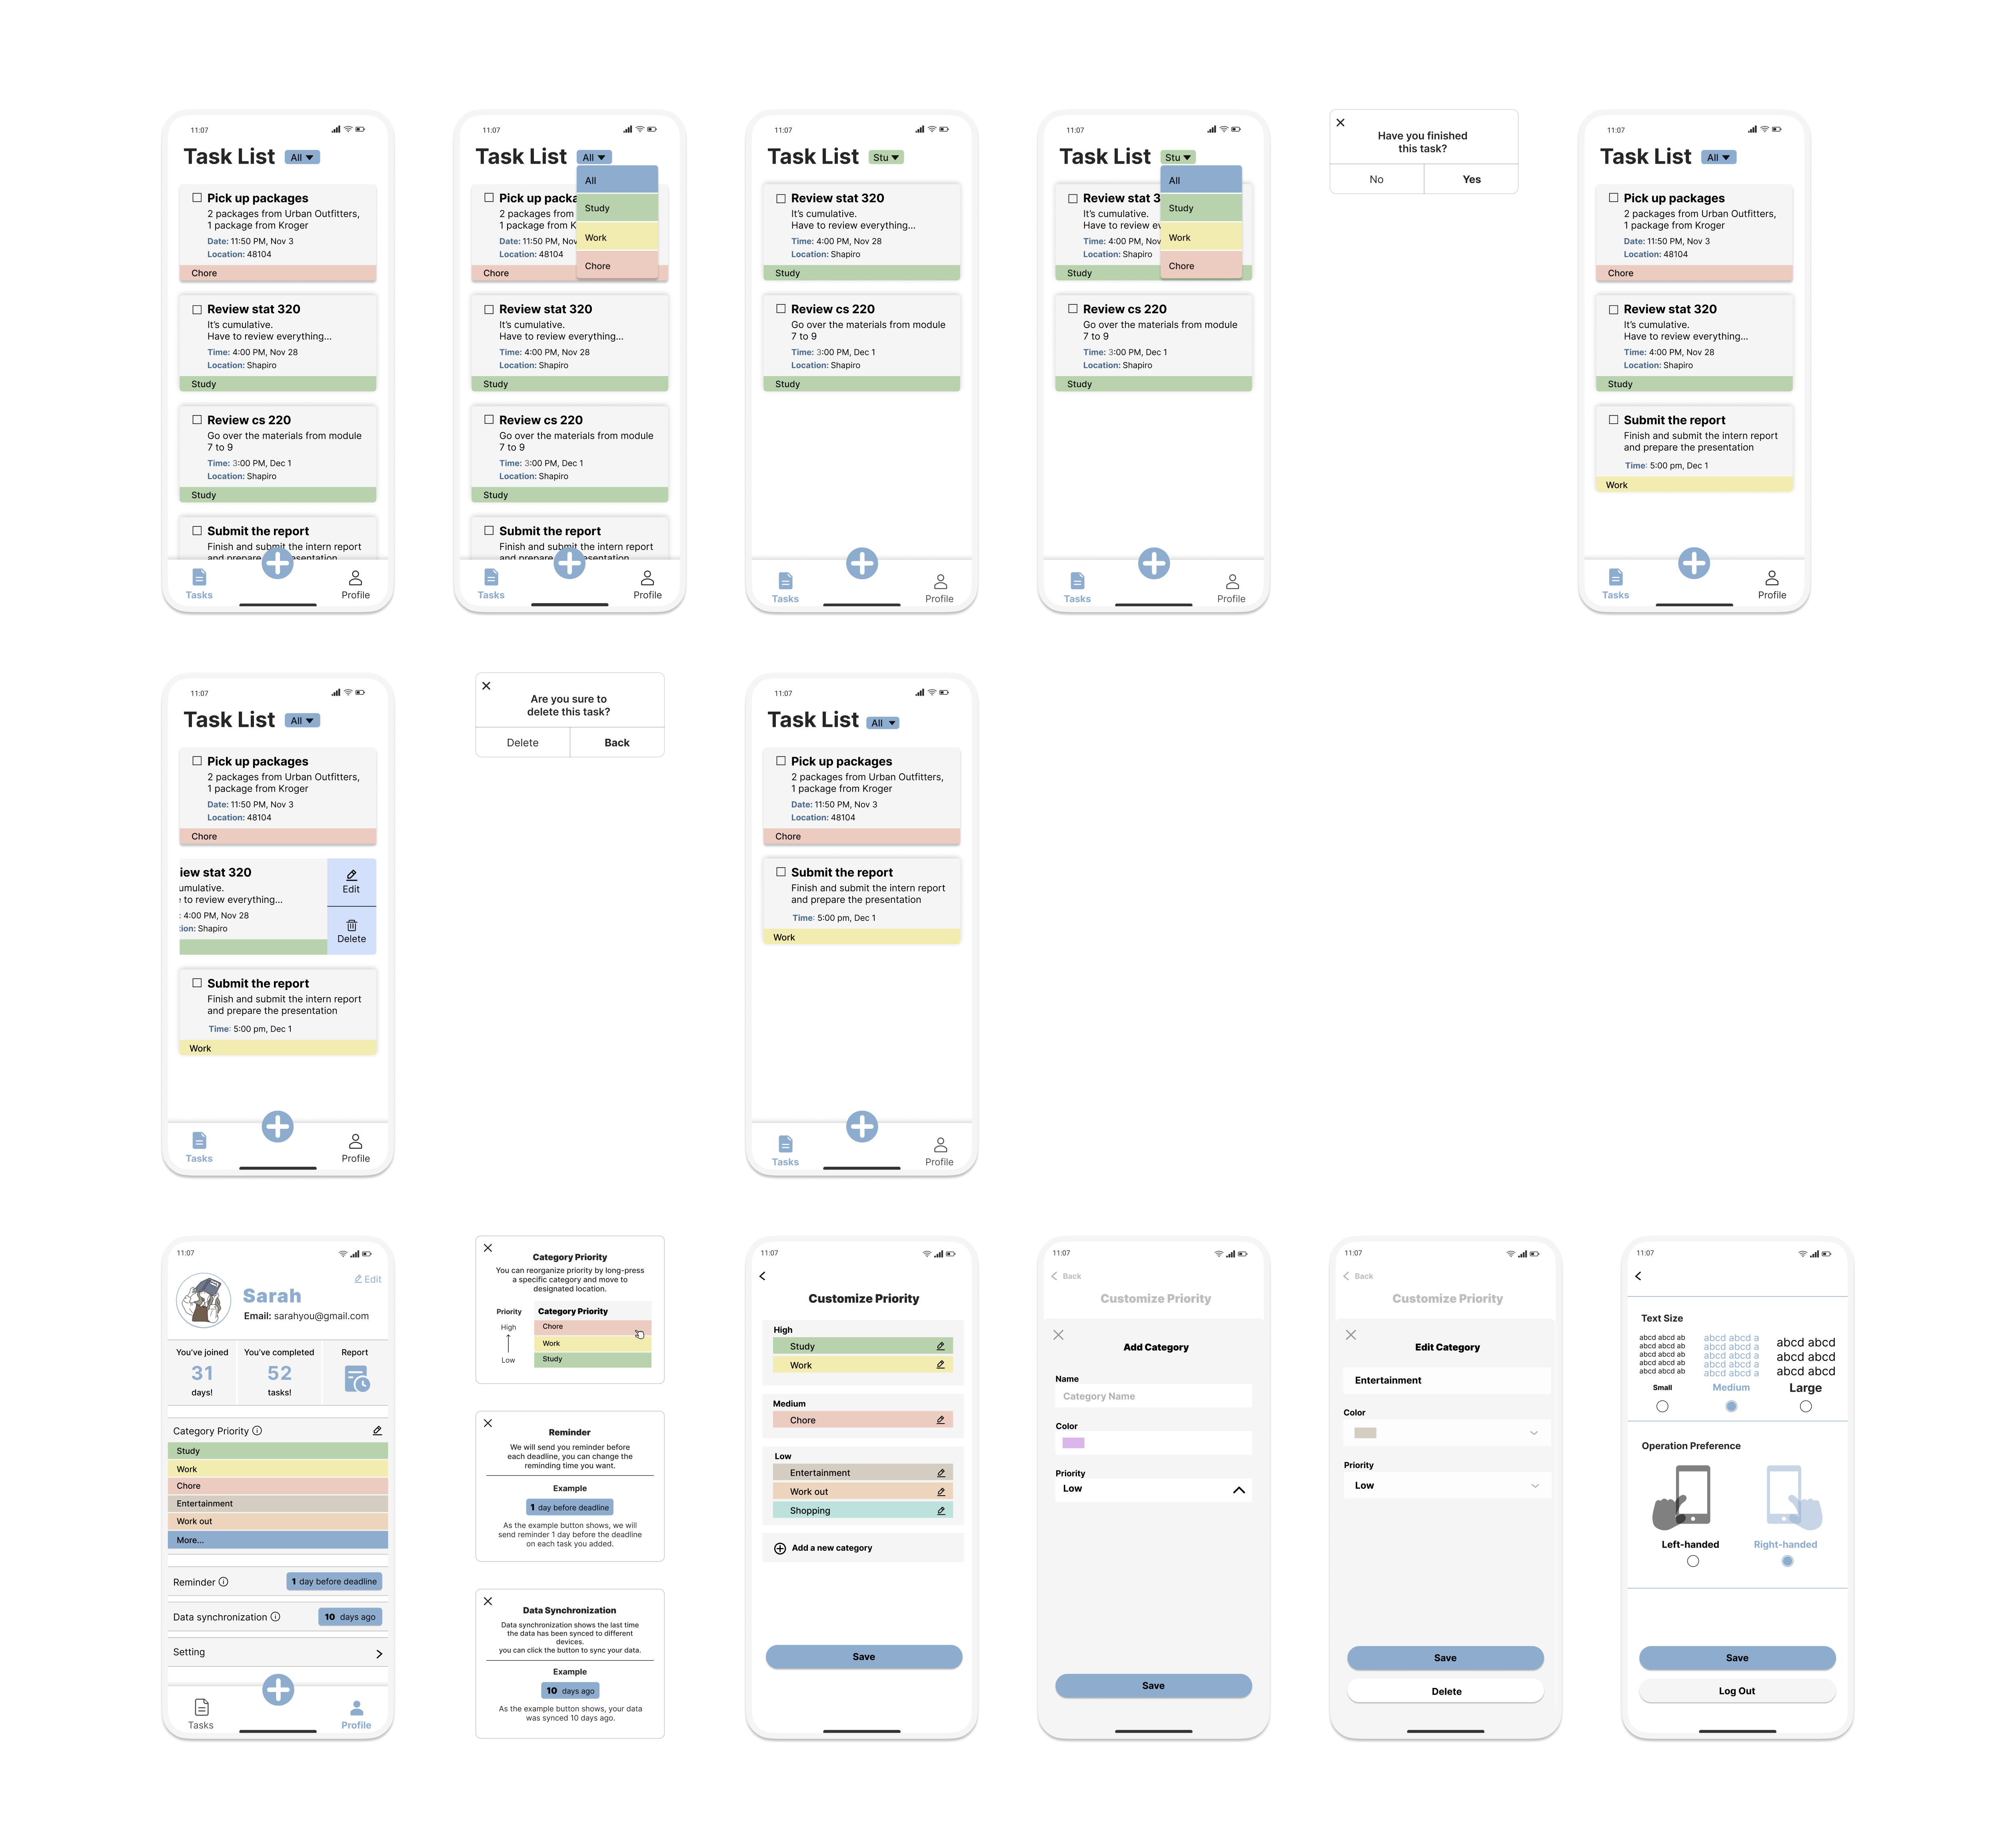 11:07
Task List All
Pick up packages
2 packages from Urban Outfitters,
1 package from Kroger
Date: 11:50 PM, Nov 3
Location: 48104
Chore
Review stat 320
It's cumulative.
Have to review everything...
Time: 4:00 PM, Nov 28
Location: Shapiro
Study
Review cs 220
Go over the materials from module
7 to 9
Time: 3:00 PM, Dec 1
Location: Shapiro
Study
Submit the report
Finish and submit the intern report
and prepare presentation
Tasks
Profile
11:07
Task List All
All
Study
Work
Chore
Pick up packa
2 packages from
1 package from K
Date: 11:50 PM, Nov
Location: 48104
Chore
Review stat 320
It's cumulative.
Have to review everything...
Time: 4:00 PM, Nov 28
Location: Shapiro
Study
Review cs 220
Go over the materials from module
7 to 9
Time: 3:00 PM, Dec 1
Location: Shapiro
Study
Submit the report
Finish and submit the intern report
and prepare presentation
Tasks
Profile
11:07
Task List Stu
Review stat 320
It's cumulative.
Have to review everything...
Time: 4:00 PM, Nov 28
Location: Shapiro
Study
Review cs 220
Go over the materials from module
7 to 9
Time: 3:00 PM, Dec 1
Location: Shapiro
Study
Tasks
Profile
11:07
Task List Stu
All
Study
Work
Chore
Review stat 3
It's cumulative.
Have to review ev
Time: 4:00 PM, Nov
Location: Shapiro
Study
Review cs 220
Go over the materials from module
7 to 9
Time: 3:00 PM, Dec 1
Location: Shapiro
Study
Tasks
Profile
Have you finished
this task?
No Yes
11:07
Task List All
Pick up packages
2 packages from Urban Outfitters,
1 package from Kroger
Date: 11:50 PM, Nov 3
Location: 48104
Chore
Review stat 320
It's cumulative.
Have to review everything...
Time: 4:00 PM, Nov 28
Location: Shapiro
Study
Submit the report
Finish and submit the intern report
and prepare the presentation
Time: 5:00 pm, Dec 1
Work
Tasks
Profile
11:07
Task List All
Pick up packages
2 packages from Urban Outfitters,
1 package from Kroger
Date: 11:50 PM, Nov 3
Location: 48104
Chore
iew stat 320
umulative.
to review everything...
: 4:00 PM, Nov 28
ion: Shapiro
Edit
Delete
Submit the report
Finish and submit the intern report
and prepare the presentation
Time: 5:00 pm, Dec 1
Work
Tasks
Profile
Are you sure to
delete this task?
Delete Back
11:07
Task List All
Pick up packages
2 packages from Urban Outfitters,
1 package from Kroger
Date: 11:50 PM, Nov 3
Location: 48104
Chore
Submit the report
Finish and submit the intern report
and prepare the presentation
Time: 5:00 pm, Dec 1
Work
Tasks
Profile
11:07
Edit
Sarah
Email: sarahyou@gmail.com
You've joined
31
days!
You've completed
52
tasks!
Report
Category Priority
Study
Work
Chore
Entertainment
Work out
More...
Reminder 1 day before deadline
Data synchronization 10 days ago
Setting
Tasks
Profile
Category Priority
You can reorganize priority by long-press
a specific category and move to
designated location.
Priority
High
Low
Category Priority
Chore
Work
Study
Reminder
We will send you reminder before
each deadline, you can change the
reminding time you want.
Example
1 day before deadline
As the example button shows, we will
send reminder 1 day before the deadline
on each task you added.
Data Synchronization
Data synchronization shows the last time
the data has been synced to different
devices.
you can click the button to sync your data.
Example
10 days ago
As the example button shows, your data
was synced 10 days ago.
11:07
Customize Priority
High
Study
Work
Medium
Chore
Low
Entertainment
Work out
Shopping
Add a new category
Save
11:07
Back
Customize Priority
Add Category
Name
Category Name
Color
Priority
Low
Save
11:07
Back
Customize Priority
Edit Category
Entertainment
Color
Priority
Low
Save
Delete
11:07
Text Size
abcd abcd ab
abcd abcd ab
abcd abcd ab
abcd abcd ab
abcd abcd ab
Small
abcd abcd a
abcd abcd a
abcd abcd a
abcd abcd a
abcd abcd a
Medium
abcd abcd
abcd abcd
abcd abcd
Large
Operation Preference
Left-handed
Right-handed
Save
Log Out